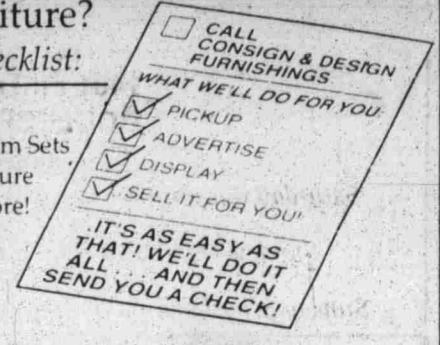 iture?
ecklist:
m Sets
ure
re!
CALL
CONSIGN & DESIGN
FURNISHINGS
WHAT WE'LL DO FOR YOU:
PICKUP
ADVERTISE
DISPLAY
SELL IT FOR YOU!
IT'S AS EASY AS
THAT! WE'LL DO IT
ALL . . . AND THEN
SEND YOU A CHECK!